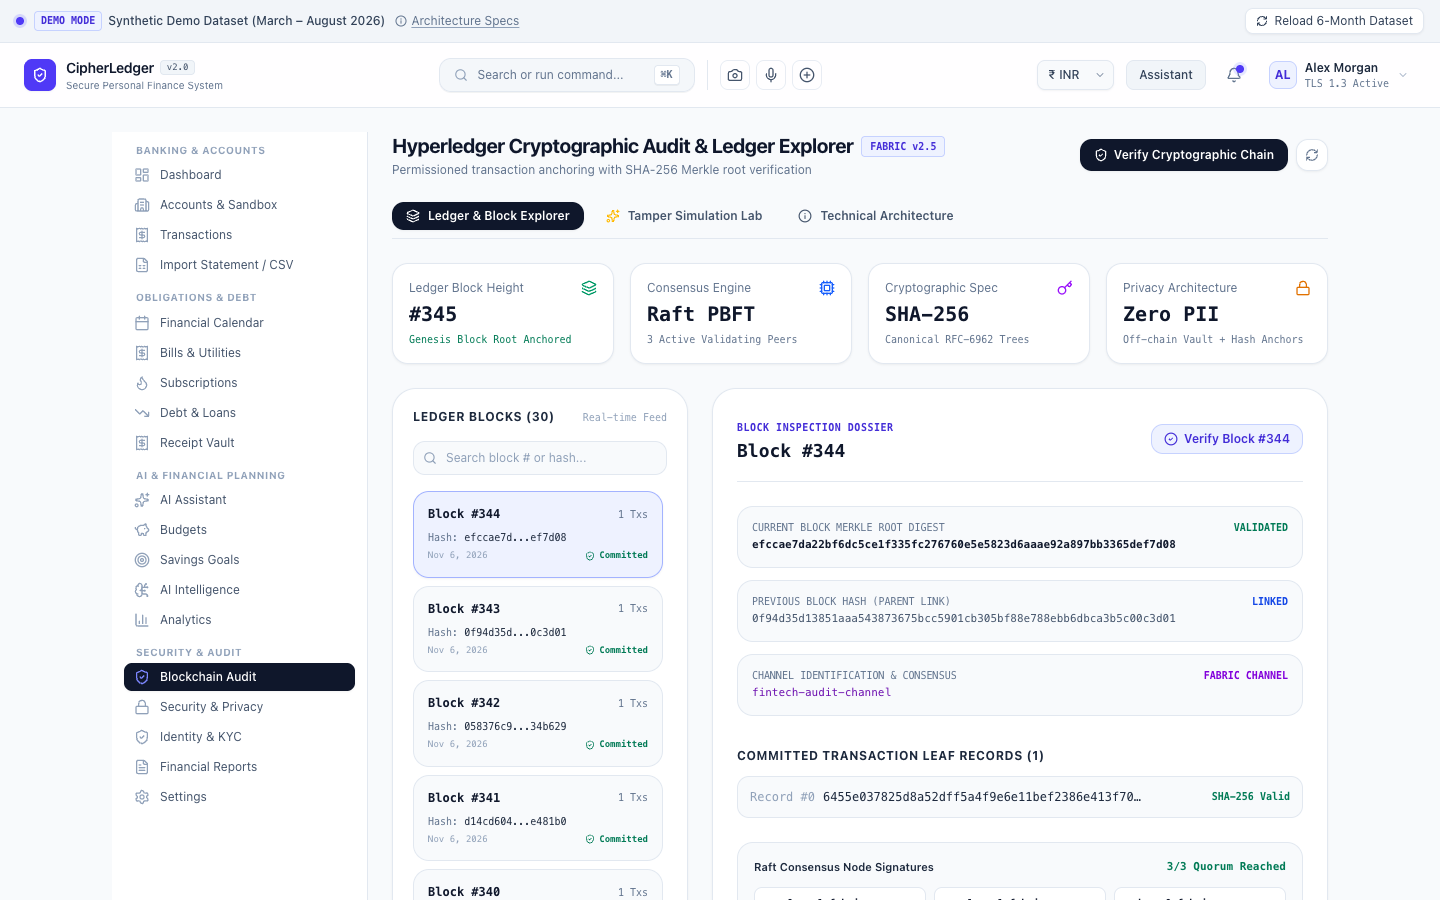 DEMO MODE Synthetic Demo Dataset (March – August 2026) Architecture Specs
Reload 6-Month Dataset
CipherLedger v2.0
Secure Personal Finance System
Search or run command... ⌘K
₹ INR
Assistant
AL
Alex Morgan
TLS 1.3 Active
BANKING & ACCOUNTS
Dashboard
Accounts & Sandbox
Transactions
Import Statement / CSV
OBLIGATIONS & DEBT
Financial Calendar
Bills & Utilities
Subscriptions
Debt & Loans
Receipt Vault
AI & FINANCIAL PLANNING
AI Assistant
Budgets
Savings Goals
AI Intelligence
Analytics
SECURITY & AUDIT
Blockchain Audit
Security & Privacy
Identity & KYC
Financial Reports
Settings
Hyperledger Cryptographic Audit & Ledger Explorer FABRIC v2.5
Permissioned transaction anchoring with SHA-256 Merkle root verification
Verify Cryptographic Chain
Ledger & Block Explorer
Tamper Simulation Lab
Technical Architecture
Ledger Block Height
#345
Genesis Block Root Anchored
Consensus Engine
Raft PBFT
3 Active Validating Peers
Cryptographic Spec
SHA-256
Canonical RFC-6962 Trees
Privacy Architecture
Zero PII
Off-chain Vault + Hash Anchors
LEDGER BLOCKS (30) Real-time Feed
Search block # or hash...
Block #344 1 Txs
Hash: efccae7d...ef7d08
Nov 6, 2026 Committed
Block #343 1 Txs
Hash: 0f94d35d...0c3d01
Nov 6, 2026 Committed
Block #342 1 Txs
Hash: 058376c9...34b629
Nov 6, 2026 Committed
Block #341 1 Txs
Hash: d14cd604...e481b0
Nov 6, 2026 Committed
Block #340 1 Txs
BLOCK INSPECTION DOSSIER
Block #344
Verify Block #344
CURRENT BLOCK MERKLE ROOT DIGEST VALIDATED
efccae7da22bf6dc5ce1f335fc276760e5e5823d6aaae92a897bb3365def7d08
PREVIOUS BLOCK HASH (PARENT LINK) LINKED
0f94d35d13851aaa543873675bcc5901cb305bf88e788ebb6dbca3b5c00c3d01
CHANNEL IDENTIFICATION & CONSENSUS FABRIC CHANNEL
fintech-audit-channel
COMMITTED TRANSACTION LEAF RECORDS (1)
Record #0 6455e037825d8a52dff5a4f9e6e11bef2386e413f70… SHA-256 Valid
Raft Consensus Node Signatures 3/3 Quorum Reached